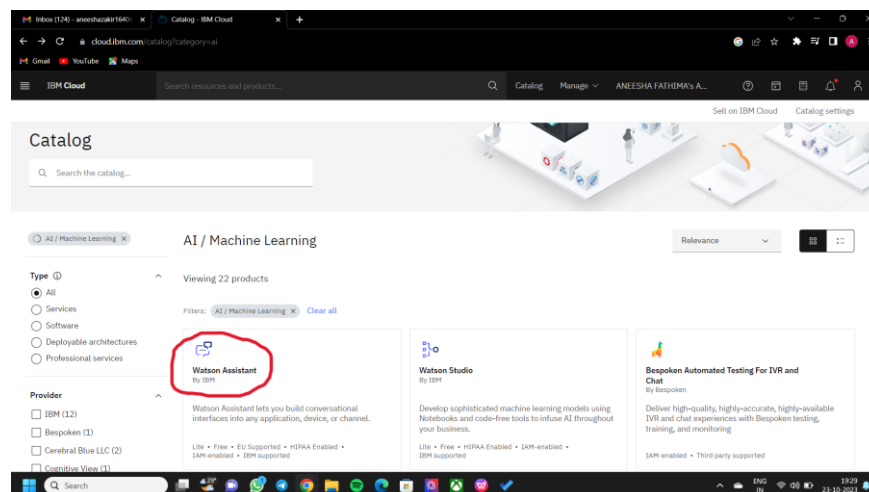 Inbox (124) - aneeshazakir1640
Catalog - IBM Cloud
cloud.ibm.com/catalog?category=ai
Gmail
YouTube
Maps
IBM Cloud
Search resources and products...
Catalog
Manage
ANEESHA FATHIMA's A...
Sell on IBM Cloud
Catalog settings
Catalog
Search the catalog...
AI / Machine Learning
AI / Machine Learning
Relevance
Type
Viewing 22 products
All
Services
Filters:
AI / Machine Learning
Clear all
Software
Deployable architectures
Professional services
Provider
IBM (12)
Bespoken (1)
Cerebral Blue LLC (2)
Cognitive View (1)
Watson Assistant
By IBM
Watson Assistant lets you build conversational
interfaces into any application, device, or channel.
Lite • Free • EU Supported • HIPAA Enabled •
IAM-enabled • IBM supported
Watson Studio
By IBM
Develop sophisticated machine learning models using
Notebooks and code-free tools to infuse AI throughout
your business.
Lite • Free • HIPAA Enabled • IAM-enabled •
IBM supported
Bespoken Automated Testing For IVR and
Chat
By Bespoken
Deliver high-quality, highly-accurate, highly-available
IVR and chat experiences with Bespoken testing,
training, and monitoring
IAM-enabled • Third party supported
Search
29°
ENG
IN
19:29
23-10-2023